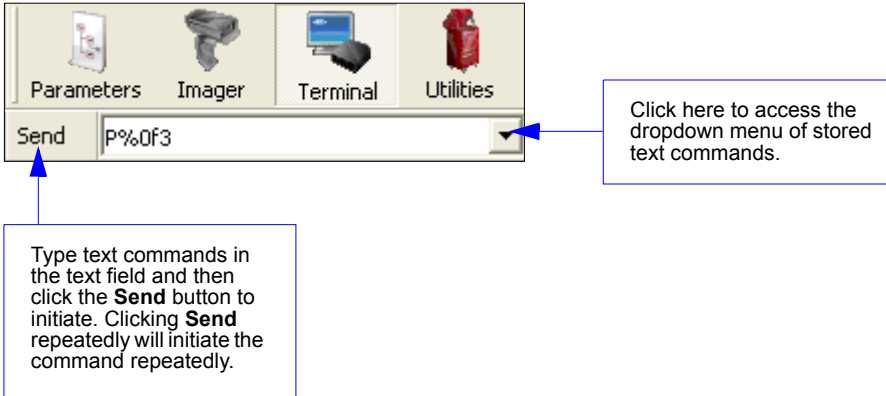 Parameters Imager Terminal Utilities
Send P%0f3
Click here to access the
dropdown menu of stored
text commands.
Type text commands in
the text field and then
click the Send button to
initiate. Clicking Send
repeatedly will initiate the
command repeatedly.